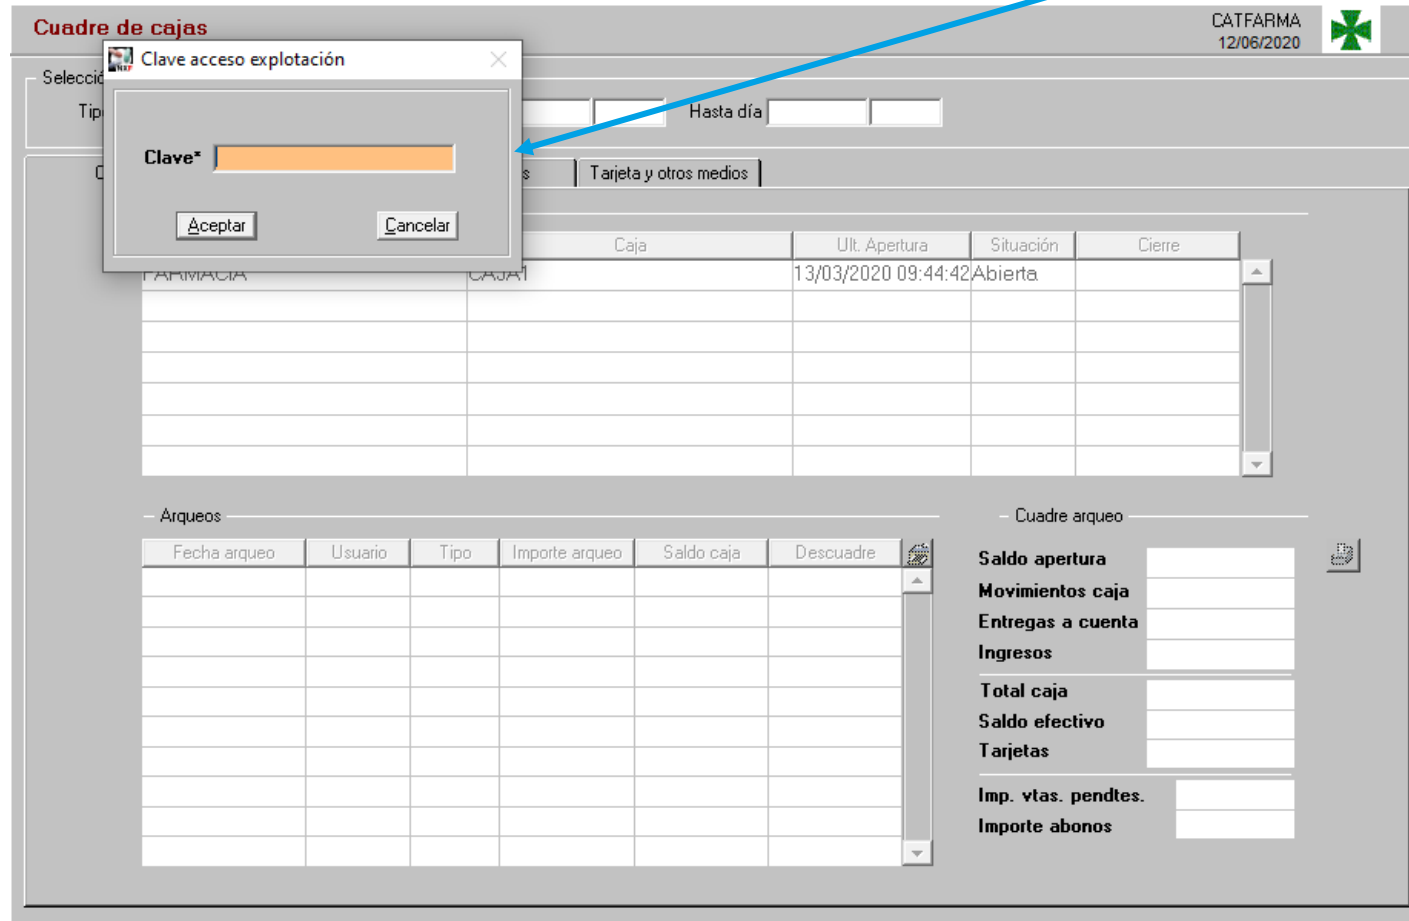 Cuadre de cajas
CATFARMA
12/06/2020
Clave acceso explotación
Hasta día
Clave*
Tarjeta y otros medios
Aceptar
Cancelar
Caja
Ult. Apertura
Situación
Cierre
FARMACIA
CAJA1
13/03/2020 09:44:42
Abierta
Arqueos
Cuadre arqueo
Fecha arqueo
Usuario
Tipo
Importe arqueo
Saldo caja
Descuadre
Saldo apertura
Movimientos caja
Entregas a cuenta
Ingresos
Total caja
Saldo efectivo
Tarjetas
Imp. vtas. pendtes.
Importe abonos